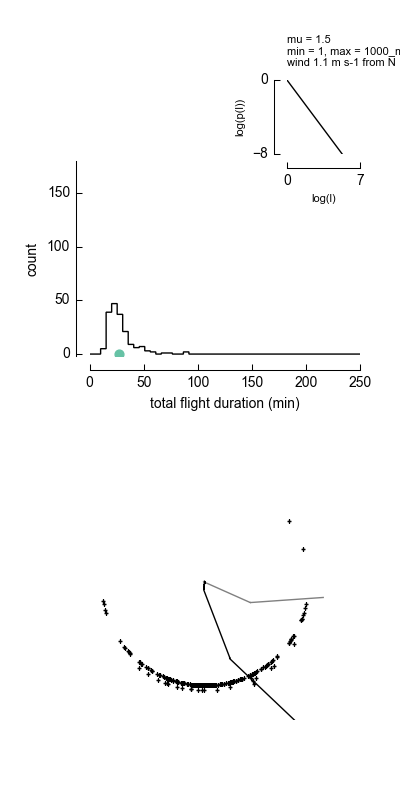 mu = 1.5
min = 1, max = 1000_m
wind 1.1 m s-1 from N
0
log(p(l))
−8
0 7
log(l)
150
100
count
50
0
0 50 100 150 200 250
total flight duration (min)